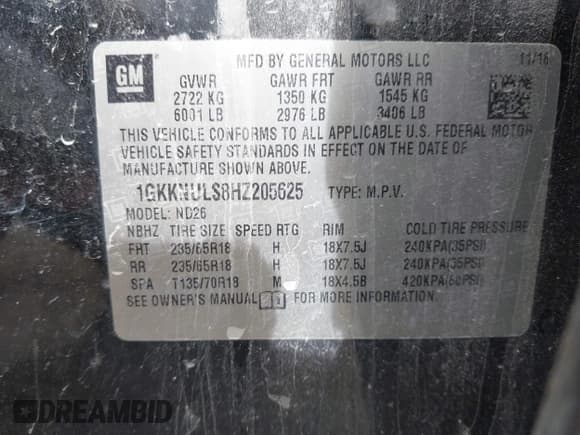 GM
MFD BY GENERAL MOTORS LLC 11/16
GVWR GAWR FRT GAWR RR
2722 KG 1350 KG 1545 KG
6001 LB 2976 LB 3406 LB
THIS VEHICLE CONFORMS TO ALL APPLICABLE U.S. FEDERAL MOTOR
VEHICLE SAFETY STANDARDS IN EFFECT ON THE DATE OF
MANUFACTURE SHOWN ABOVE.
1GKKNULS8HZ205625 TYPE: M.P.V.
MODEL: ND26
NBHZ TIRE SIZE SPEED RTG RIM COLD TIRE PRESSURE
FHT 235/65R18 H 18X7.5J 240KPA(35PSI)
RR 235/65R18 H 18X7.5J 240KPA(35PSI)
SPA T135/70R18 M 18X4.5B 420KPA(60PSI)
SEE OWNER'S MANUAL FOR MORE INFORMATION.
DREAMBID